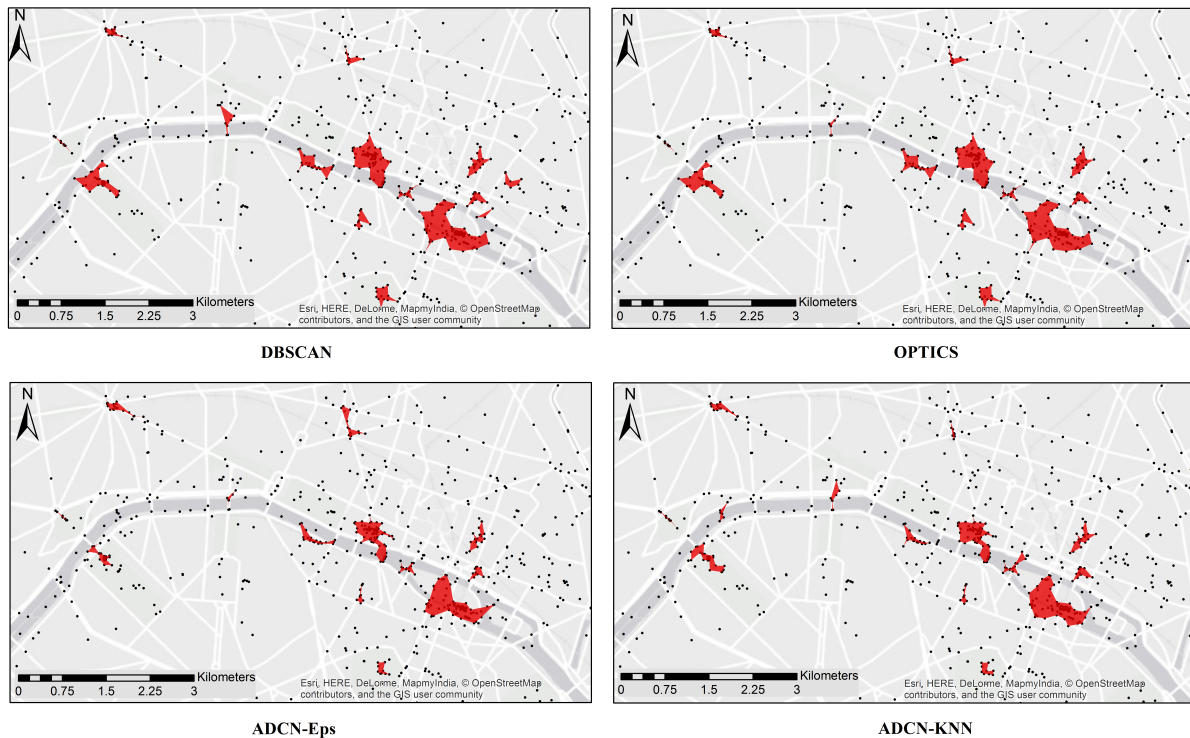 N
N
Kilometers
0 0.75 1.5 2.25 3
Esri, HERE, DeLorme, MapmyIndia, © OpenStreetMap
contributors, and the GIS user community
Kilometers
0 0.75 1.5 2.25 3
Esri, HERE, DeLorme, MapmyIndia, © OpenStreetMap
contributors, and the GIS user community
DBSCAN
OPTICS
N
N
Kilometers
0 0.75 1.5 2.25 3
Esri, HERE, DeLorme, MapmyIndia, © OpenStreetMap
contributors, and the GIS user community
Kilometers
0 0.75 1.5 2.25 3
Esri, HERE, DeLorme, MapmyIndia, © OpenStreetMap
contributors, and the GIS user community
ADCN-Eps
ADCN-KNN